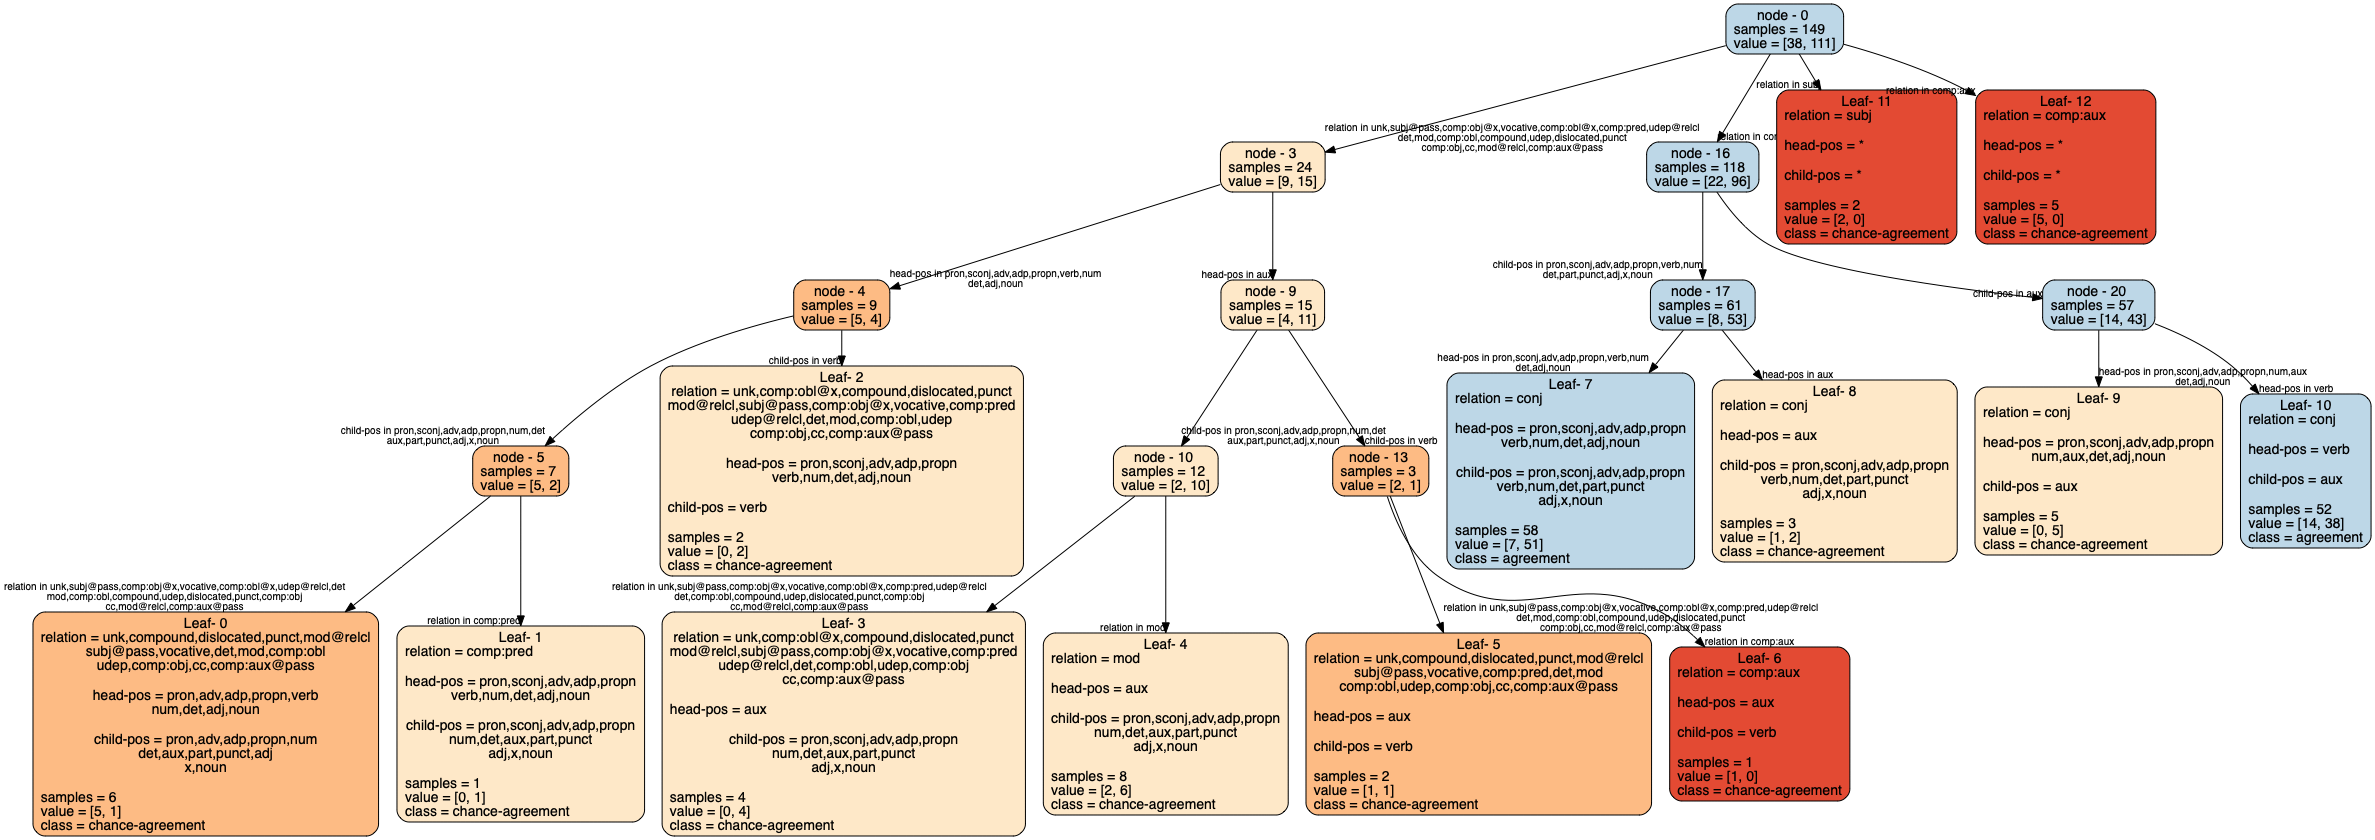 node - 0
samples = 149
value = [38, 111]
relation in unk,subj@pass,comp:obj@x,vocative,comp:obl@x,comp:pred,udep@relcl
det,mod,comp:obl,compound,udep,dislocated,punct
comp:obj,cc,mod@relcl,comp:aux@pass
relation in
relation in subj
relation in comp:aux
node - 3
samples = 24
value = [9, 15]
node - 16
samples = 118
value = [22, 96]
Leaf- 11
relation = subj
head-pos = *
child-pos = *
samples = 2
value = [2, 0]
class = chance-agreement
Leaf- 12
relation = comp:aux
head-pos = *
child-pos = *
samples = 5
value = [5, 0]
class = chance-agreement
head-pos in pron,sconj,adv,adp,propn,verb,num
det,adj,noun
head-pos in aux
child-pos in pron,sconj,adv,adp,propn,verb,num
det,part,punct,adj,x,noun
child-pos in aux
node - 4
samples = 9
value = [5, 4]
node - 9
samples = 15
value = [4, 11]
node - 17
samples = 61
value = [8, 53]
node - 20
samples = 57
value = [14, 43]
child-pos in pron,sconj,adv,adp,propn,num,det
aux,part,punct,adj,x,noun
child-pos in verb
child-pos in pron,sconj,adv,adp,propn,num,det
aux,part,punct,adj,x,noun
child-pos in verb
head-pos in pron,sconj,adv,adp,propn,verb,num
det,adj,noun
head-pos in aux
head-pos in pron,sconj,adv,adp,propn,num,aux
det,adj,noun
head-pos in verb
node - 5
samples = 7
value = [5, 2]
Leaf- 2
relation = unk,comp:obl@x,compound,dislocated,punct
mod@relcl,subj@pass,comp:obj@x,vocative,comp:pred
udep@relcl,det,mod,comp:obl,udep
comp:obj,cc,comp:aux@pass
head-pos = pron,sconj,adv,adp,propn
verb,num,det,adj,noun
child-pos = verb
samples = 2
value = [0, 2]
class = chance-agreement
node - 10
samples = 12
value = [2, 10]
node - 13
samples = 3
value = [2, 1]
Leaf- 7
relation = conj
head-pos = pron,sconj,adv,adp,propn
verb,num,det,adj,noun
child-pos = pron,sconj,adv,adp,propn
verb,num,det,part,punct
adj,x,noun
samples = 58
value = [7, 51]
class = agreement
Leaf- 8
relation = conj
head-pos = aux
child-pos = pron,sconj,adv,adp,propn
verb,num,det,part,punct
adj,x,noun
samples = 3
value = [1, 2]
class = chance-agreement
Leaf- 9
relation = conj
head-pos = pron,sconj,adv,adp,propn
num,aux,det,adj,noun
child-pos = aux
samples = 5
value = [0, 5]
class = chance-agreement
Leaf- 10
relation = conj
head-pos = verb
child-pos = aux
samples = 52
value = [14, 38]
class = agreement
relation in unk,subj@pass,comp:obj@x,vocative,comp:obl@x,udep@relcl,det
mod,comp:obl,compound,udep,dislocated,punct,comp:obj
cc,mod@relcl,comp:aux@pass
relation in comp:pred
relation in unk,subj@pass,comp:obj@x,vocative,comp:obl@x,comp:pred,udep@relcl
det,comp:obl,compound,udep,dislocated,punct,comp:obj
cc,mod@relcl,comp:aux@pass
relation in mod
relation in unk,subj@pass,comp:obj@x,vocative,comp:obl@x,comp:pred,udep@relcl
det,mod,comp:obl,compound,udep,dislocated,punct
comp:obj,cc,mod@relcl,comp:aux@pass
relation in comp:aux
Leaf- 0
relation = unk,compound,dislocated,punct,mod@relcl
subj@pass,vocative,det,mod,comp:obl
udep,comp:obj,cc,comp:aux@pass
head-pos = pron,adv,adp,propn,verb
num,det,adj,noun
child-pos = pron,adv,adp,propn,num
det,aux,part,punct,adj
x,noun
samples = 6
value = [5, 1]
class = chance-agreement
Leaf- 1
relation = comp:pred
head-pos = pron,sconj,adv,adp,propn
verb,num,det,adj,noun
child-pos = pron,sconj,adv,adp,propn
num,det,aux,part,punct
adj,x,noun
samples = 1
value = [0, 1]
class = chance-agreement
Leaf- 3
relation = unk,comp:obl@x,compound,dislocated,punct
mod@relcl,subj@pass,comp:obj@x,vocative,comp:pred
udep@relcl,det,comp:obl,udep,comp:obj
cc,comp:aux@pass
head-pos = aux
child-pos = pron,sconj,adv,adp,propn
num,det,aux,part,punct
adj,x,noun
samples = 4
value = [0, 4]
class = chance-agreement
Leaf- 4
relation = mod
head-pos = aux
child-pos = pron,sconj,adv,adp,propn
num,det,aux,part,punct
adj,x,noun
samples = 8
value = [2, 6]
class = chance-agreement
Leaf- 5
relation = unk,compound,dislocated,punct,mod@relcl
subj@pass,vocative,comp:pred,det,mod
comp:obl,udep,comp:obj,cc,comp:aux@pass
head-pos = aux
child-pos = verb
samples = 2
value = [1, 1]
class = chance-agreement
Leaf- 6
relation = comp:aux
head-pos = aux
child-pos = verb
samples = 1
value = [1, 0]
class = chance-agreement